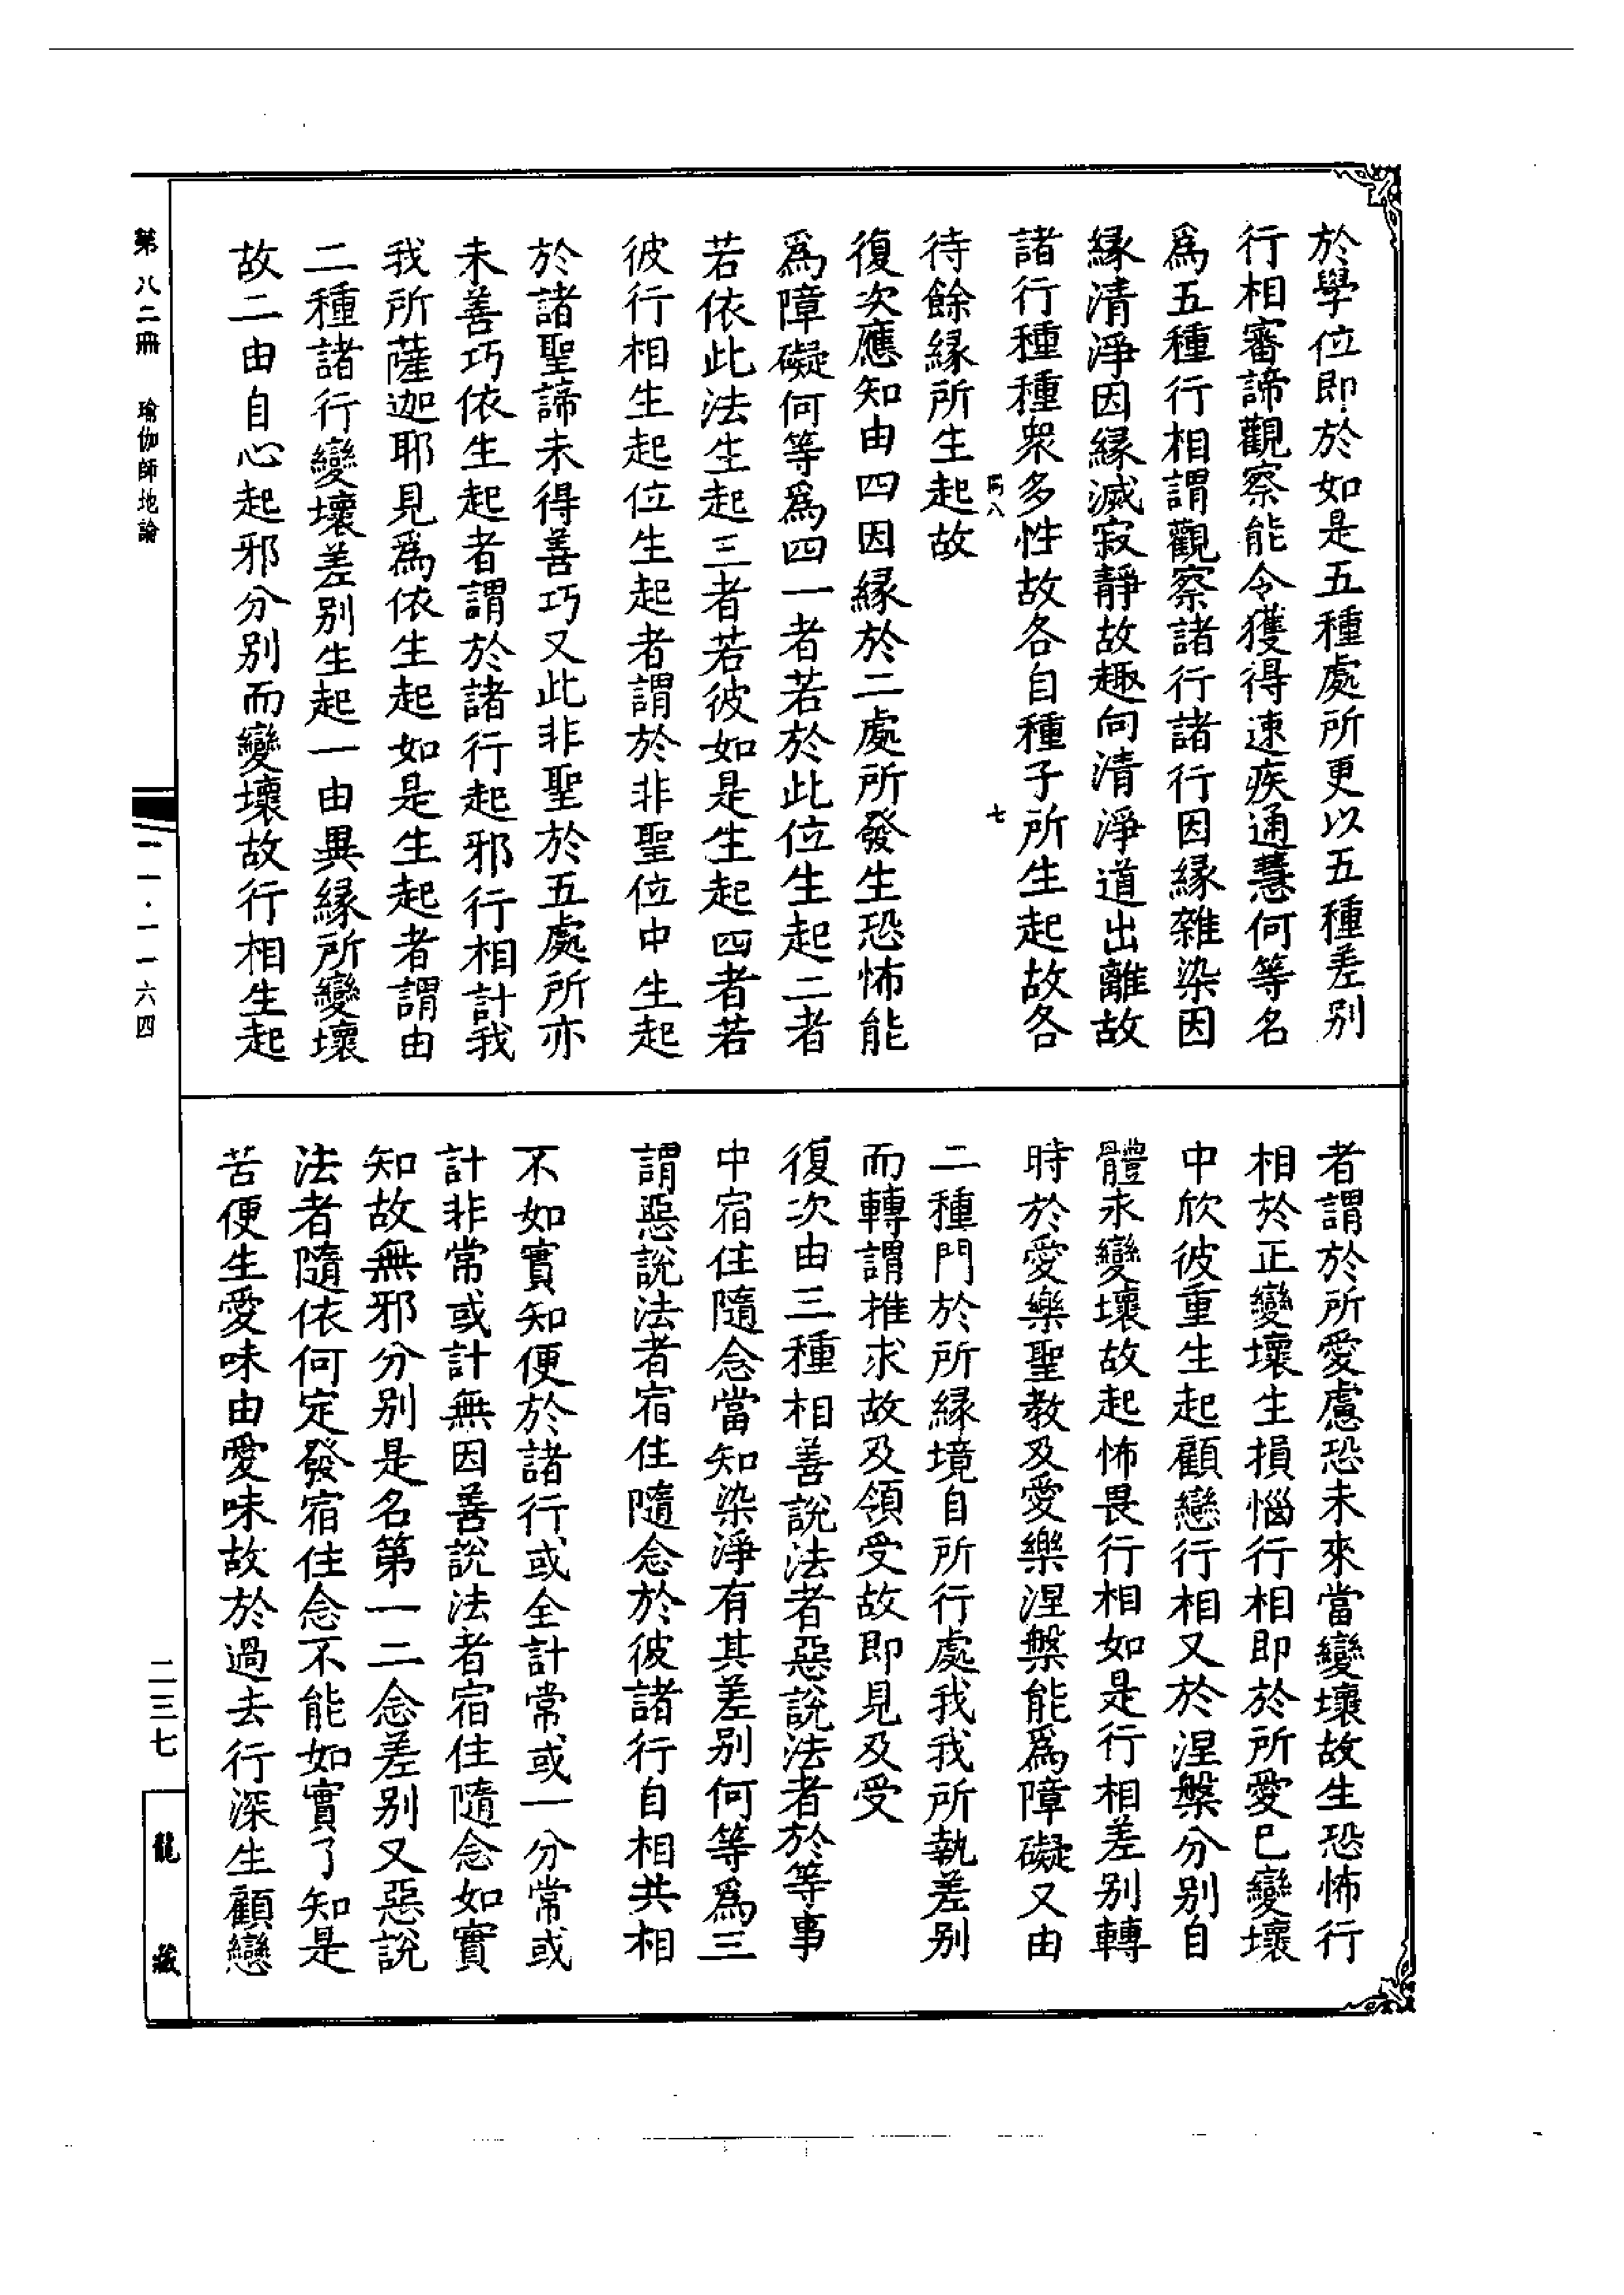 於學位即於如是五種處所更以五種差别
行相審諦觀察能令獲得速疾通慧何等名
爲五種行相謂觀察諸行諸行因緣雜染因
緣清淨因緣滅寂靜故趣向清淨道出離故
諸行種種衆多性故各自種子所生起故各
七
待餘緣所生起故
復次應知由四因緣於二處所發生恐怖能
爲障礙何等爲四一者若於此位生起二者
若依此法生起三者若彼如是生起四者若
彼行相生起位生起者謂於非聖位中生起
於諸聖諦未得善巧又此非聖於五處所亦
未善巧依生起者謂於諸行起邪行相計我
我所薩迦耶見爲依生起如是生起者謂由
二種諸行變壞差别生起一由異緣所變壞
故二由自心起邪分别而變壞故行相生起
者謂於所愛慮恐未來當變壞故生恐怖行
相於正變壞生損惱行相即於所愛已變壞
中欣彼重生起顧戀行相又於涅槃分别自
體永變壞故起怖畏行相如是行相差别轉
時於愛樂聖教及愛樂涅槃能爲障礙又由
二種門於所緣境自所行處我我所執差别
而轉謂推求故及領受故即見及受
復次由三種相善說法者惡說法者於等事
中宿住隨念當知染淨有其差别何等爲三
謂惡說法者宿住隨念於彼諸行自相共相
不如實知便於諸行或全計常或一分常或
計非常或計無因善說法者宿住隨念如實
知故無邪分别是名第一二念差别又惡說
法者隨依何定發宿住念不能如實了知是
苦便生愛味由愛味故於過去行深生顧戀
第八二冊 瑜伽師地論
一一·一一六四
二三七
龍藏